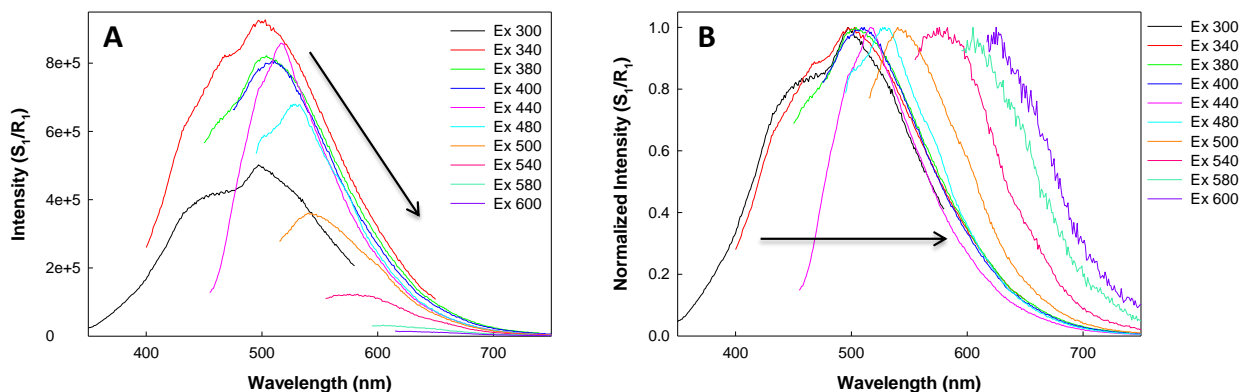 A
Intensity (S1/R1)
8e+5
6e+5
4e+5
2e+5
0
400
500
600
700
Wavelength (nm)
Ex 300
Ex 340
Ex 380
Ex 400
Ex 440
Ex 480
Ex 500
Ex 540
Ex 580
Ex 600
B
Normalized Intensity (S1/R1)
1.0
0.8
0.6
0.4
0.2
0.0
400
500
600
700
Wavelength (nm)
Ex 300
Ex 340
Ex 380
Ex 400
Ex 440
Ex 480
Ex 500
Ex 540
Ex 580
Ex 600